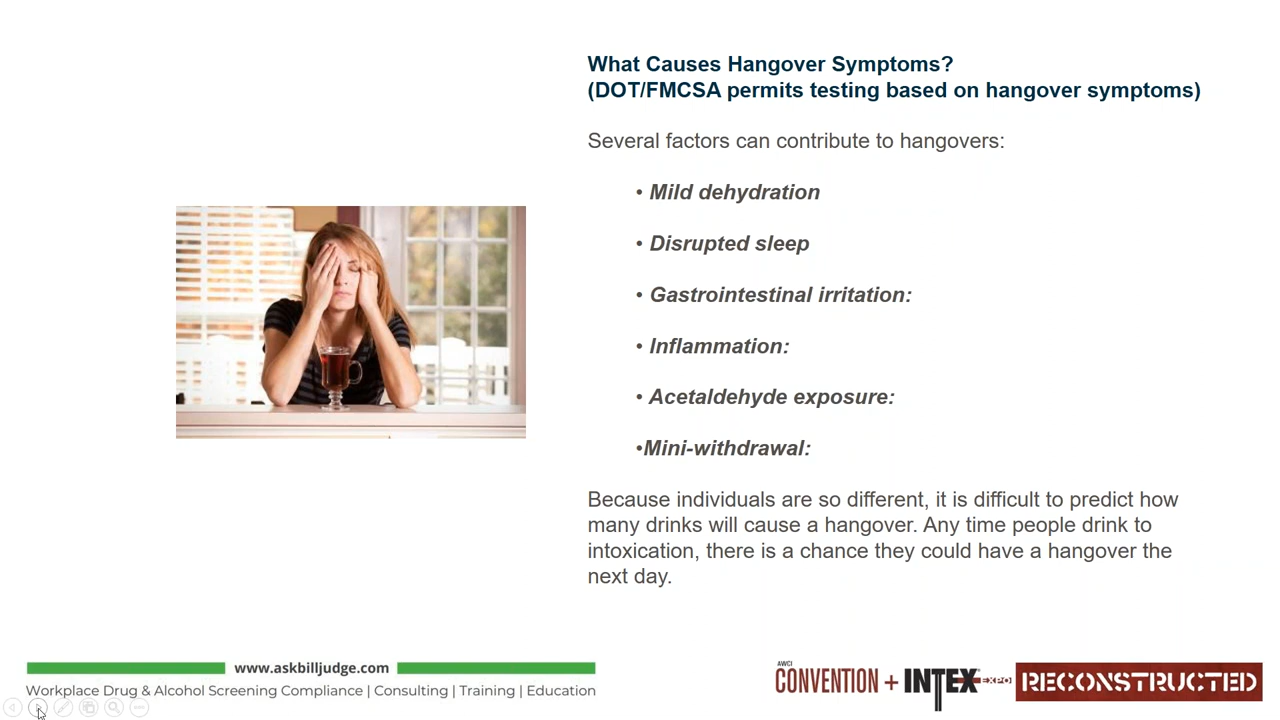 What Causes Hangover Symptoms?
(DOT/FMCSA permits testing based on hangover symptoms)
Several factors can contribute to hangovers:
• Mild dehydration
• Disrupted sleep
• Gastrointestinal irritation:
• Inflammation:
• Acetaldehyde exposure:
•Mini-withdrawal:
Because individuals are so different, it is difficult to predict how
many drinks will cause a hangover. Any time people drink to
intoxication, there is a chance they could have a hangover the
next day.
www.askbilljudge.com
Workplace Drug & Alcohol Screening Compliance | Consulting | Training | Education
AWCI
CONVENTION + INTEX EXPO RECONSTRUCTED